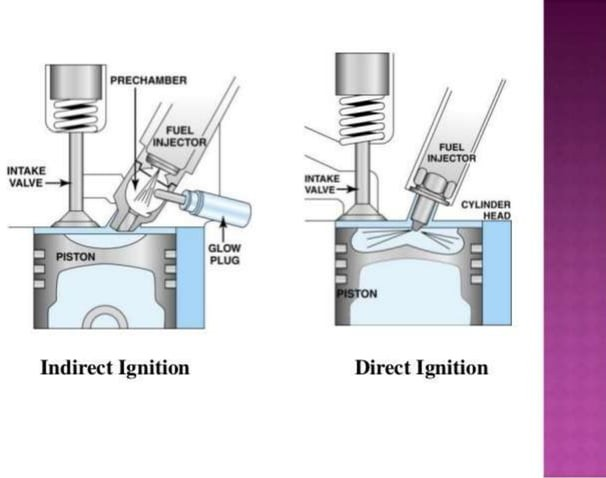 PRECHAMBER
FUEL
INJECTOR
INTAKE
VALVE
GLOW
PLUG
PISTON
Indirect Ignition
FUEL
INJECTOR
INTAKE
VALVE
CYLINDER
HEAD
PISTON
Direct Ignition